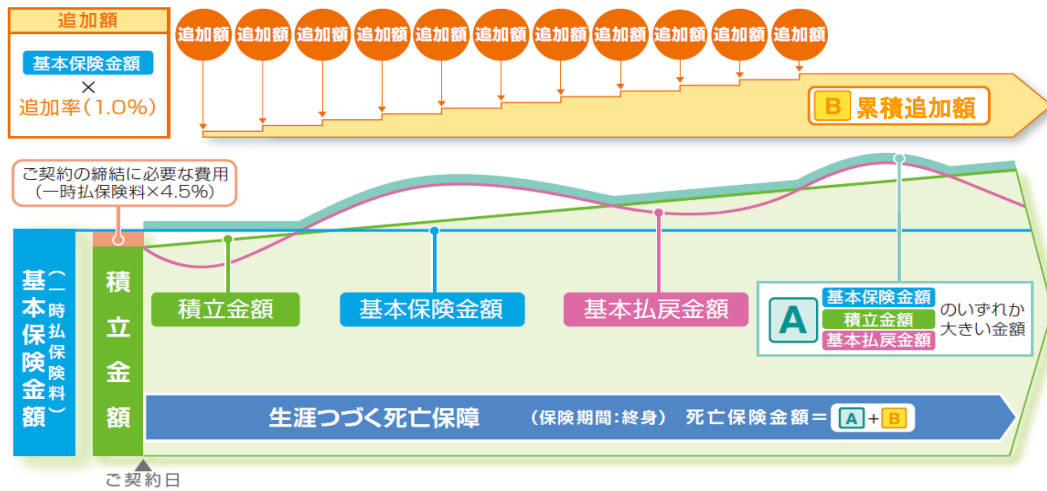 追加額
基本保険金額
×
追加率(1.0%)
追加額 追加額 追加額 追加額 追加額 追加額 追加額 追加額 追加額 追加額 追加額
B 累積追加額
ご契約の締結に必要な費用
(一時払保険料×4.5%)
基本保険金額
(一時払保険料)
積立金額
積立金額
基本保険金額
基本払戻金額
A
基本保険金額
積立金額
基本払戻金額
のいずれか
大きい金額
生涯つづく死亡保障 (保険期間:終身) 死亡保険金額=A+B
ご契約日